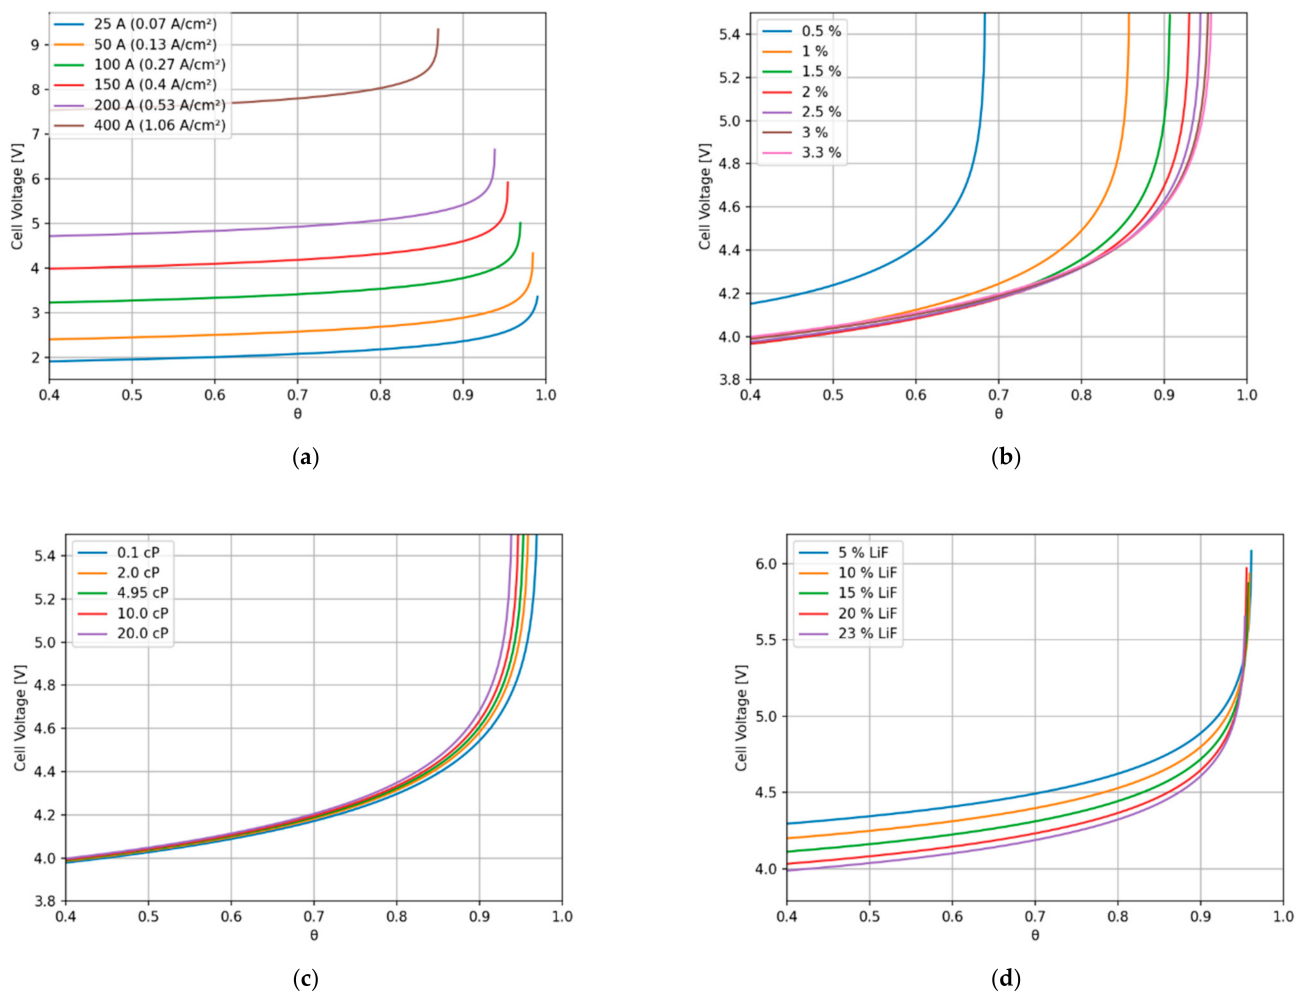 25 A (0.07 A/cm²)
50 A (0.13 A/cm²)
100 A (0.27 A/cm²)
150 A (0.4 A/cm²)
200 A (0.53 A/cm²)
400 A (1.06 A/cm²)
9
8
7
6
5
4
3
2
Cell Voltage [V]
0.4 0.5 0.6 0.7 0.8 0.9 1.0
θ
(a)
0.5 %
1 %
1.5 %
2 %
2.5 %
3 %
3.3 %
5.4
5.2
5.0
4.8
4.6
4.4
4.2
4.0
3.8
Cell Voltage [V]
0.4 0.5 0.6 0.7 0.8 0.9 1.0
θ
(b)
0.1 cP
2.0 cP
4.95 cP
10.0 cP
20.0 cP
5.4
5.2
5.0
4.8
4.6
4.4
4.2
4.0
3.8
Cell Voltage [V]
0.4 0.5 0.6 0.7 0.8 0.9 1.0
θ
(c)
5 % LiF
10 % LiF
15 % LiF
20 % LiF
23 % LiF
6.0
5.5
5.0
4.5
4.0
Cell Voltage [V]
0.4 0.5 0.6 0.7 0.8 0.9 1.0
θ
(d)